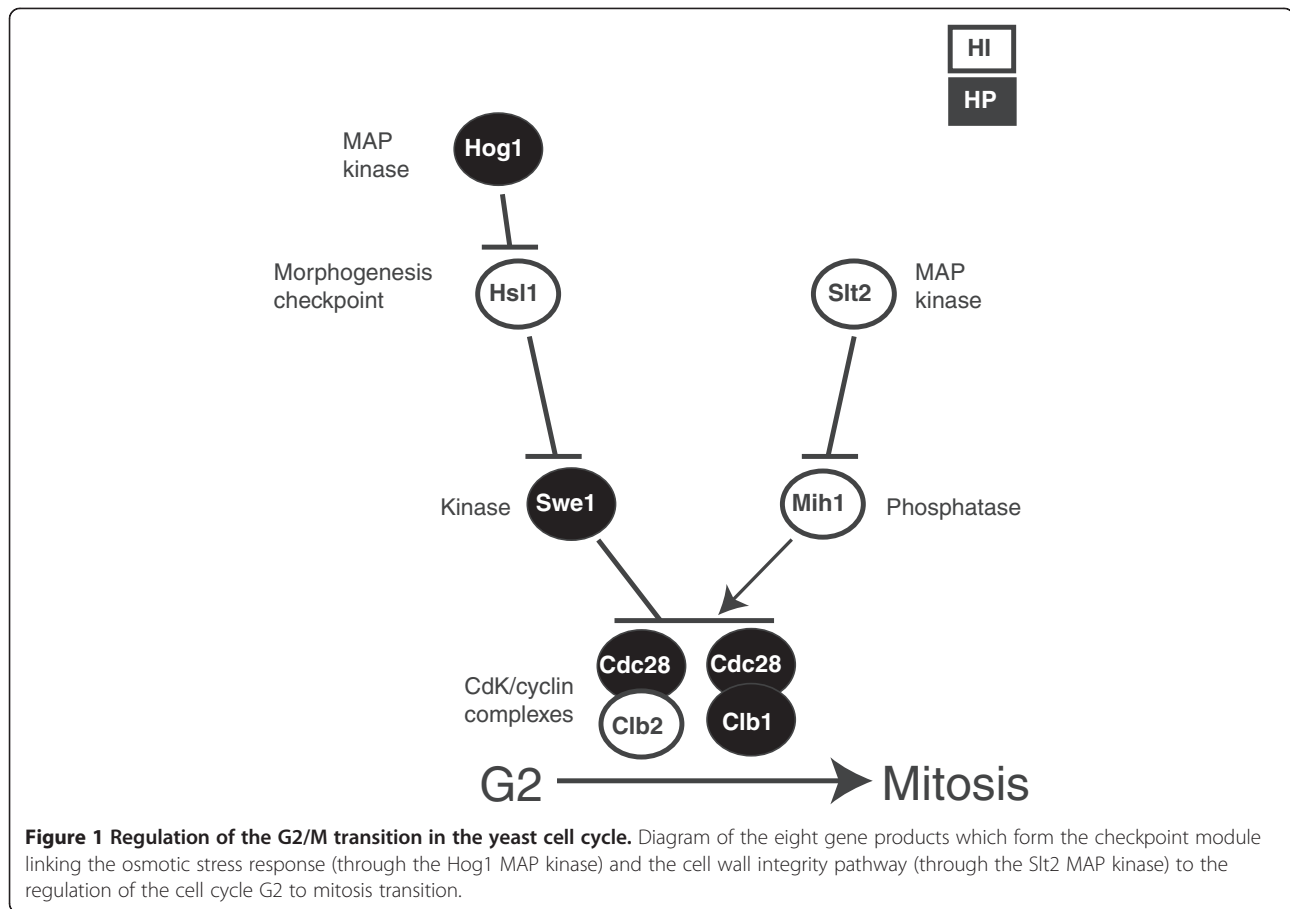 HI
HP
MAP
kinase
Hog1
Morphogenesis
checkpoint
Hsl1
Slt2
MAP
kinase
Kinase
Swe1
Mih1
Phosphatase
CdK/cyclin
complexes
Cdc28
Cdc28
Clb2
Clb1
G2
Mitosis
Figure 1 Regulation of the G2/M transition in the yeast cell cycle. Diagram of the eight gene products which form the checkpoint module
linking the osmotic stress response (through the Hog1 MAP kinase) and the cell wall integrity pathway (through the Slt2 MAP kinase) to the
regulation of the cell cycle G2 to mitosis transition.